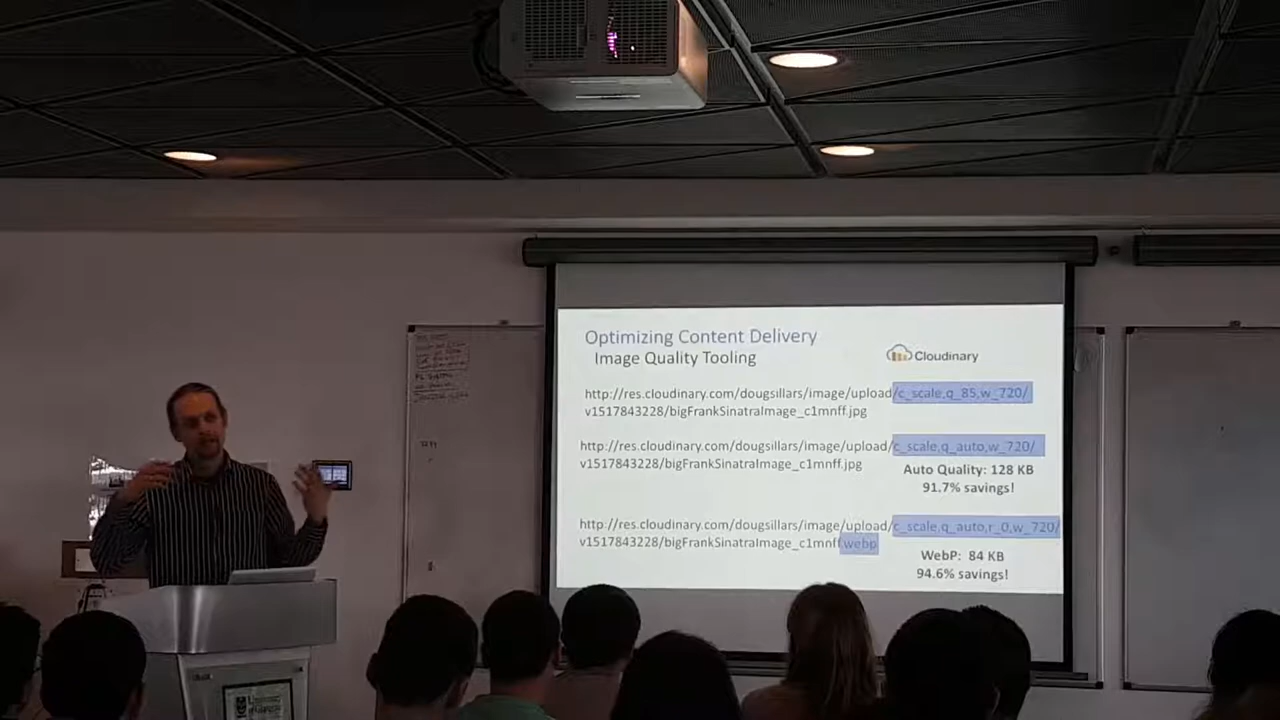 Optimizing Content Delivery
Image Quality Tooling
Cloudinary
http://res.cloudinary.com/dougsillars/image/upload/c_scale,q_85,w_720/
v1517843228/bigFrankSinatraImage_c1mnff.jpg
http://res.cloudinary.com/dougsillars/image/upload/c_scale,q_auto,w_720/
v1517843228/bigFrankSinatraImage_c1mnff.jpg
Auto Quality: 128 KB
91.7% savings!
http://res.cloudinary.com/dougsillars/image/upload/c_scale,q_auto,r_0,w_720/
v1517843228/bigFrankSinatraImage_c1mnff.webp
WebP: 84 KB
94.6% savings!